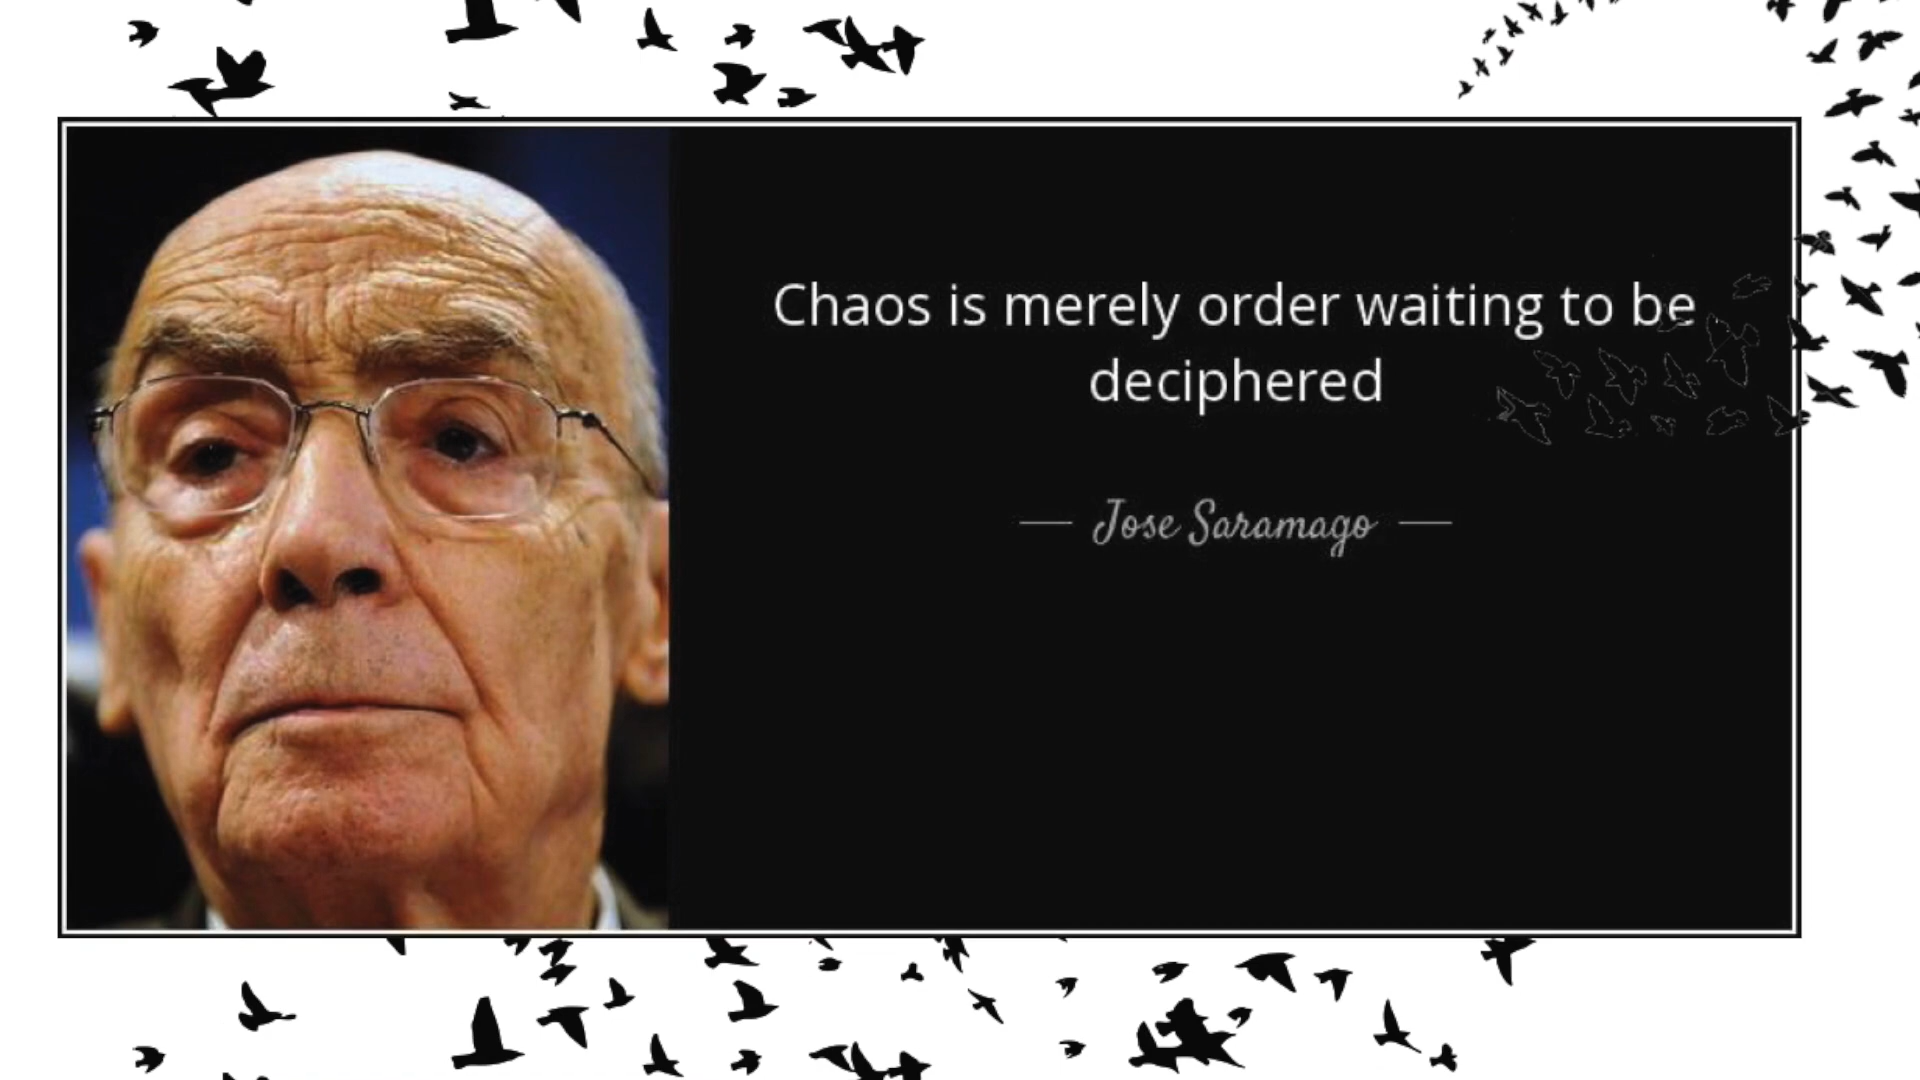 Chaos is merely order waiting to be
deciphered
— Jose Saramago —